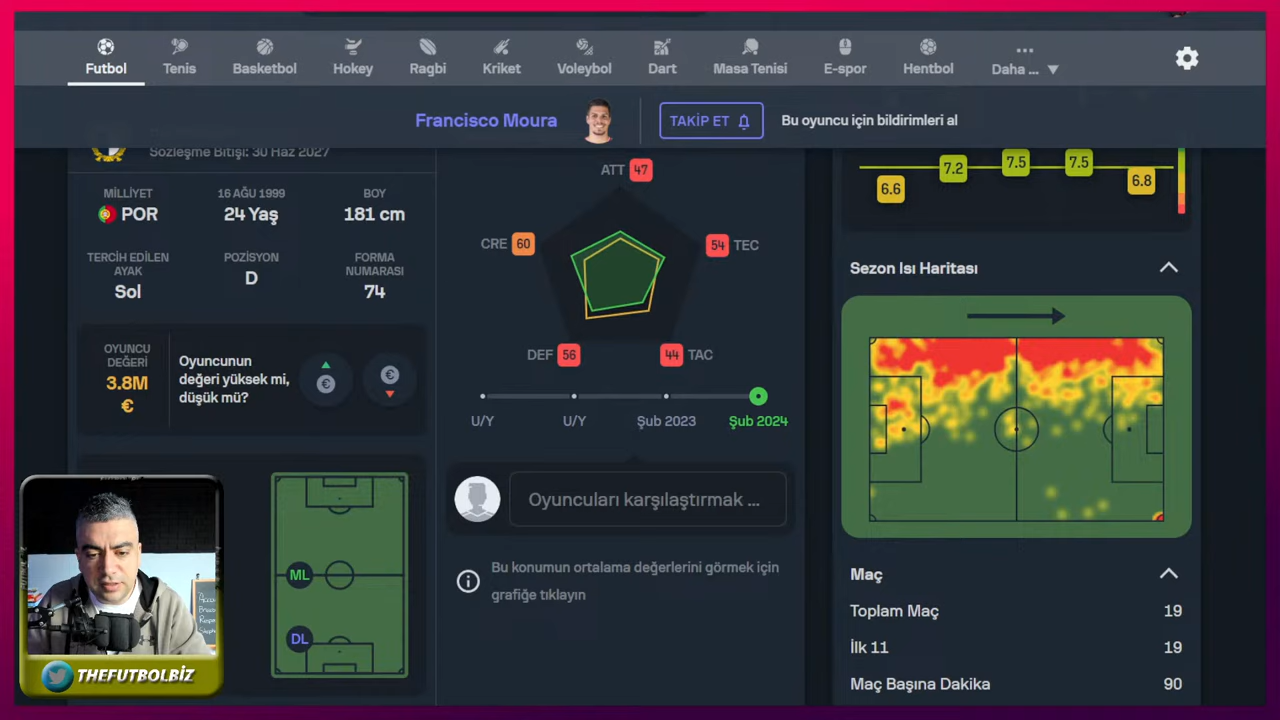 Futbol
Tenis
Basketbol
Hokey
Ragbi
Kriket
Voleybol
Dart
Masa Tenisi
E-spor
Hentbol
Daha ...
Francisco Moura
TAKİP ET
Bu oyuncu için bildirimleri al
Sözleşme Bitişi: 30 Haz 2027
MİLLİYET
POR
16 AĞU 1999
24 Yaş
BOY
181 cm
TERCİH EDİLEN
AYAK
Sol
POZİSYON
D
FORMA
NUMARASI
74
OYUNCU
DEĞERİ
3.8M
€
Oyuncunun
değeri yüksek mi,
düşük mü?
€
€
ML
DL
THEFUTBOLBİZ
ATT 47
CRE 60
54 TEC
DEF 56
44 TAC
U/Y
U/Y
Şub 2023
Şub 2024
Oyuncuları karşılaştırmak ...
Bu konumun ortalama değerlerini görmek için
grafiğe tıklayın
6.6
7.2
7.5
7.5
6.8
Sezon Isı Haritası
Maç
Toplam Maç 19
İlk 11 19
Maç Başına Dakika 90